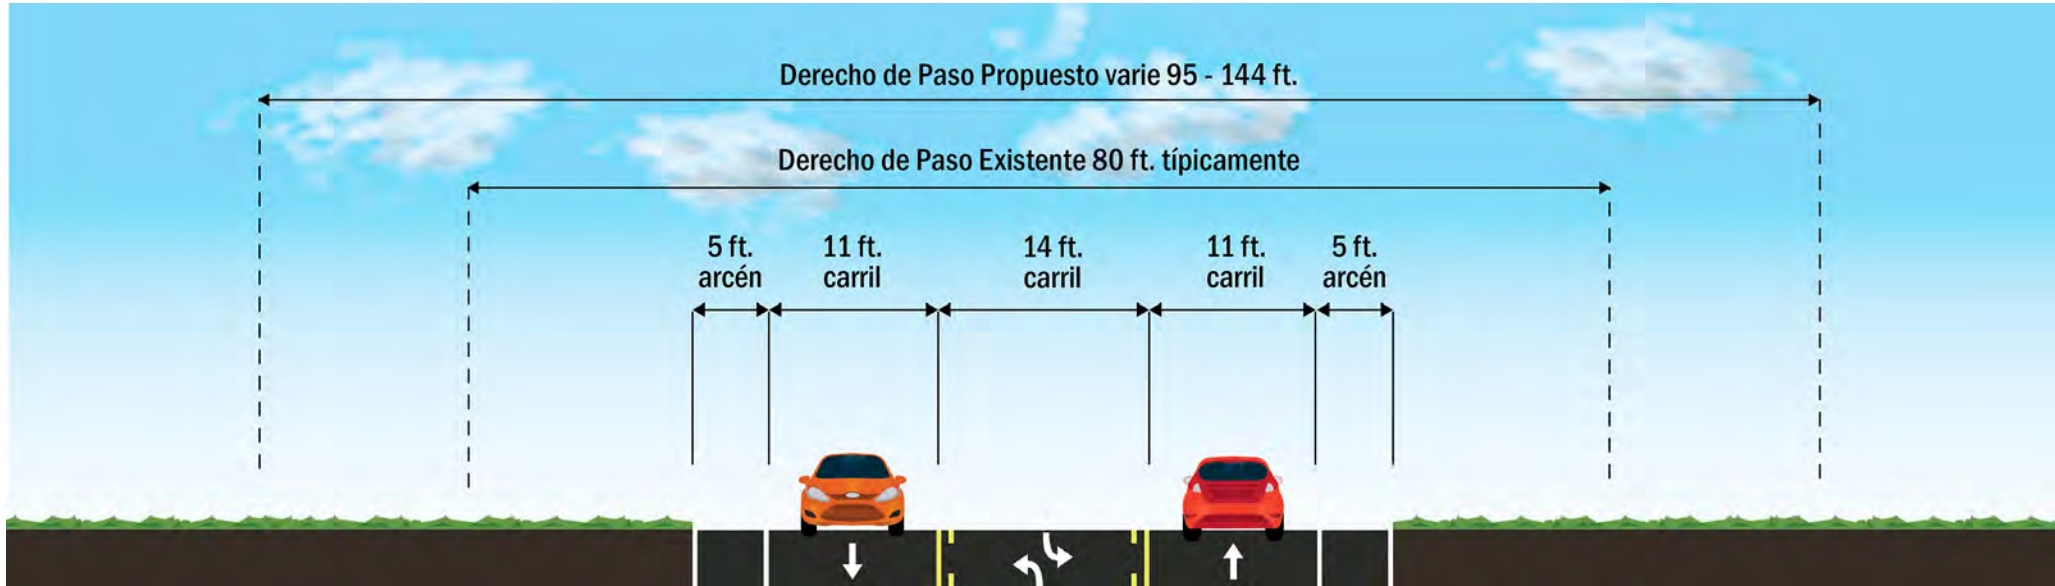 Derecho de Paso Propuesto varie 95 - 144 ft.
Derecho de Paso Existente 80 ft. típicamente
5 ft.
arcén
11 ft.
carril
14 ft.
carril
11 ft.
carril
5 ft.
arcén